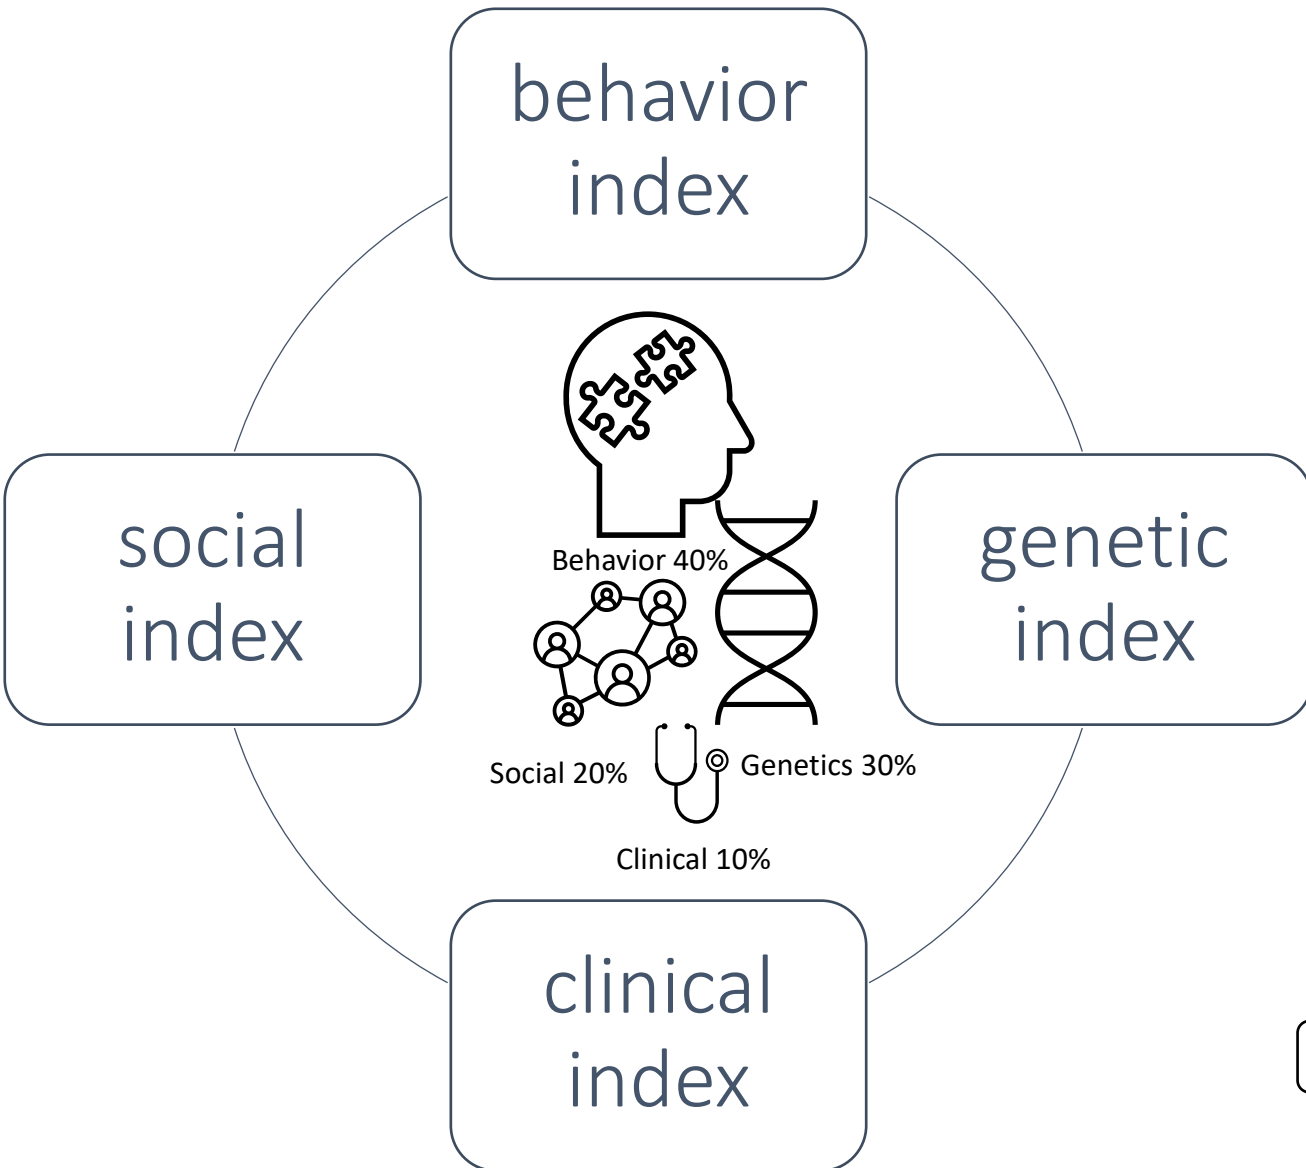 behavior
index
social
index
genetic
index
Behavior 40%
Social 20%
Genetics 30%
Clinical 10%
clinical
index